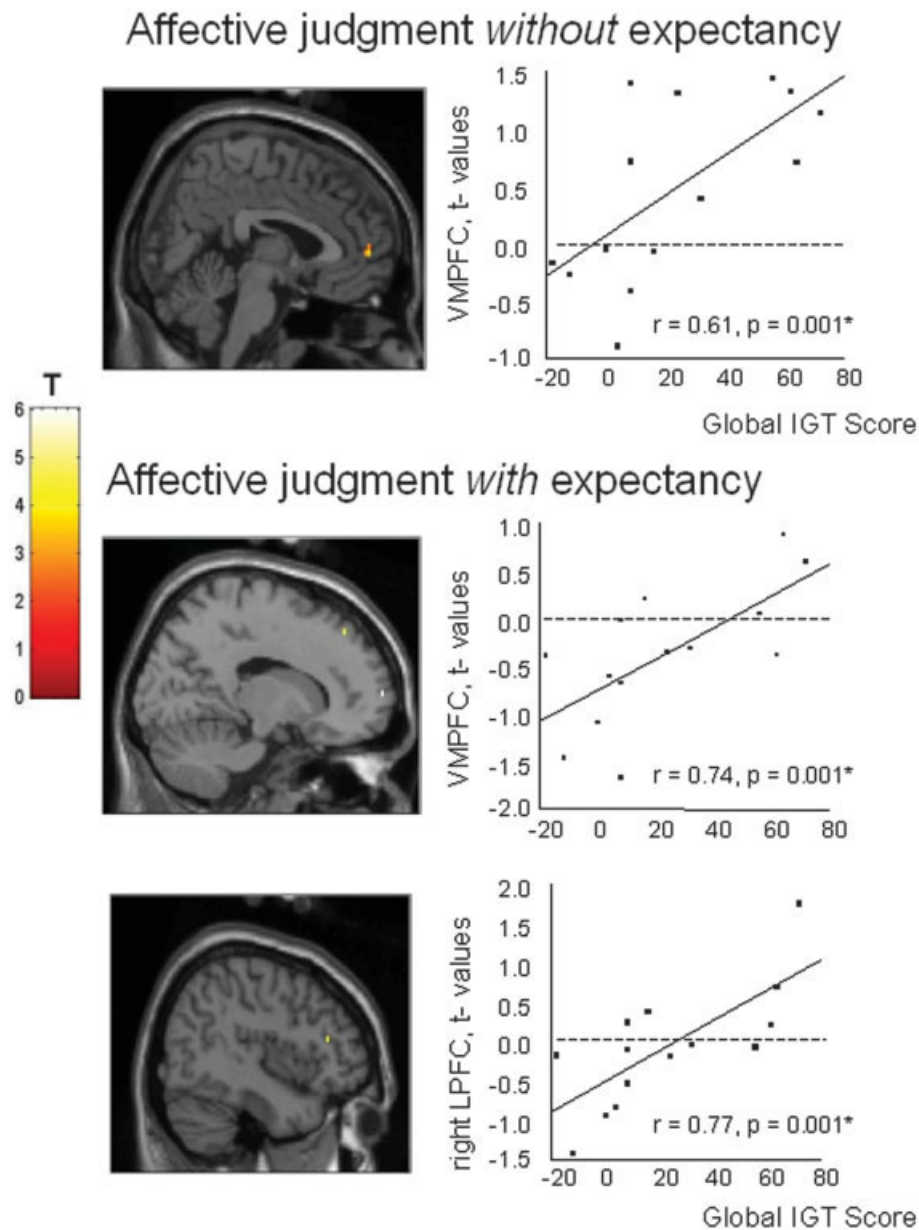 Affective judgment without expectancy
VMPFC, t- values
1.5
1.0
0.5
0.0
-0.5
-1.0
r = 0.61, p = 0.001*
-20 0 20 40 60 80
Global IGT Score
T
6
5
4
3
2
1
0
Affective judgment with expectancy
VMPFC, t- values
1.0
0.5
0.0
-0.5
-1.0
-1.5
-2.0
r = 0.74, p = 0.001*
-20 0 20 40 60 80
right LPFC, t- values
2.0
1.5
1.0
0.5
0.0
-0.5
-1.0
-1.5
r = 0.77, p = 0.001*
-20 0 20 40 60 80
Global IGT Score